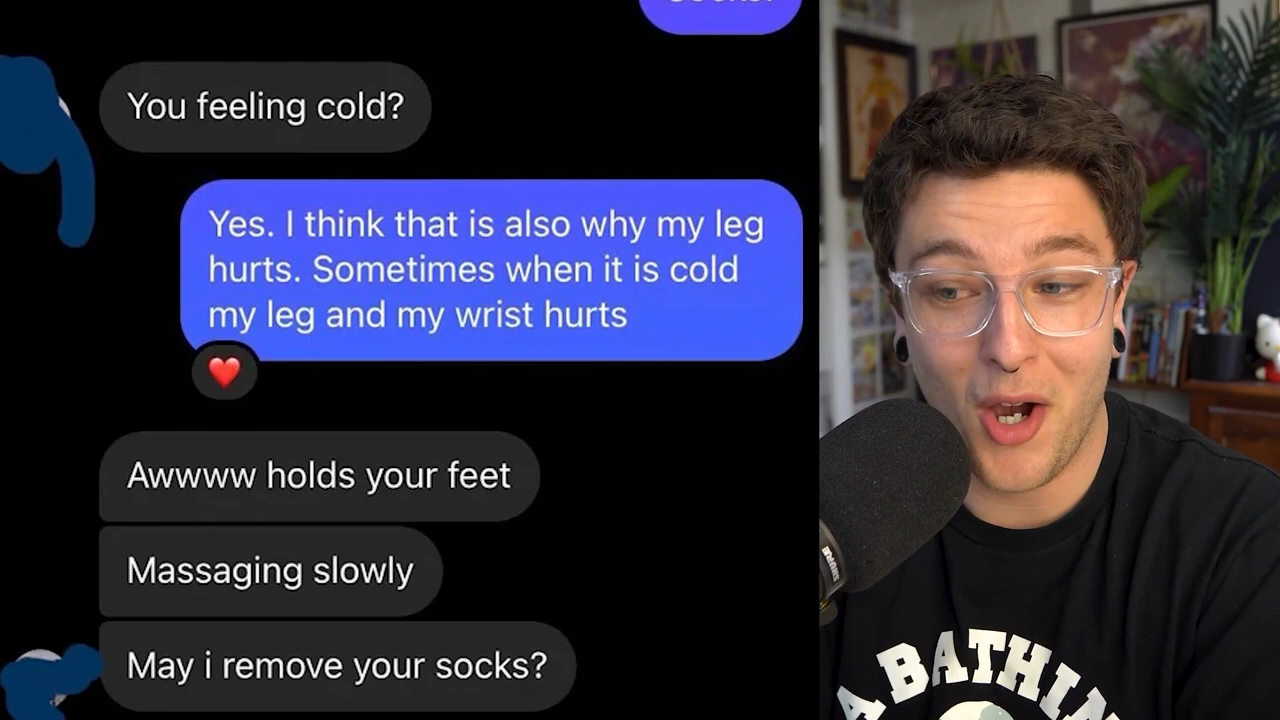 You feeling cold?
Yes. I think that is also why my leg
hurts. Sometimes when it is cold
my leg and my wrist hurts
Awwww holds your feet
Massaging slowly
May i remove your socks?
SHURE
A BATHIN